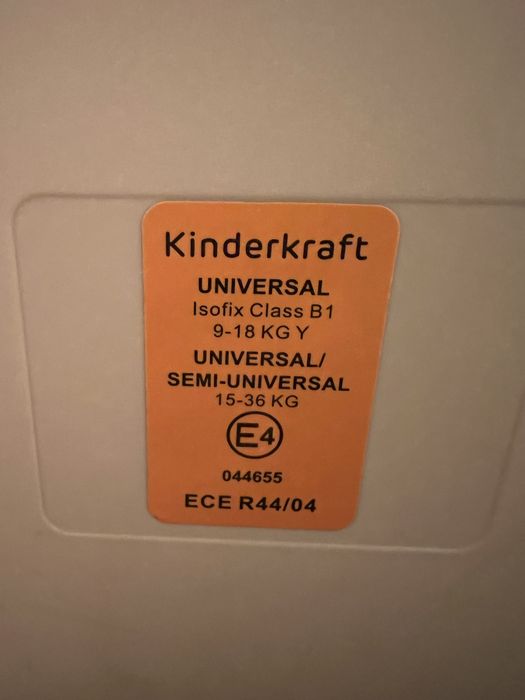 Kinderkraft
UNIVERSAL
Isofix Class B1
9-18 KG Y
UNIVERSAL/
SEMI-UNIVERSAL
15-36 KG
E4
044655
ECE R44/04